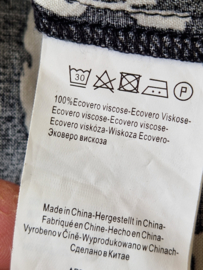 30
P
100%Ecovero viscose-Ecovero Viskose-
Ecovero viscose-Ecovero viscose-
Ecovero viskóza-Wiskoza Ecovero-
Эковеро вискоза
Made in China-Hergestellt in China-
Fabriqué en Chine-Hecho en China-
Vyrobeno v Číně-Wyprodukowano w Chinach-
Сделано в Китае